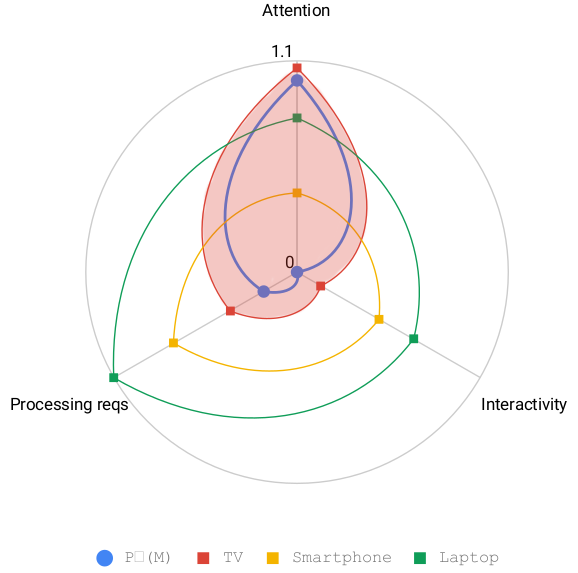 Attention
1.1
0
Processing reqs
Interactivity
P□(M) TV Smartphone Laptop